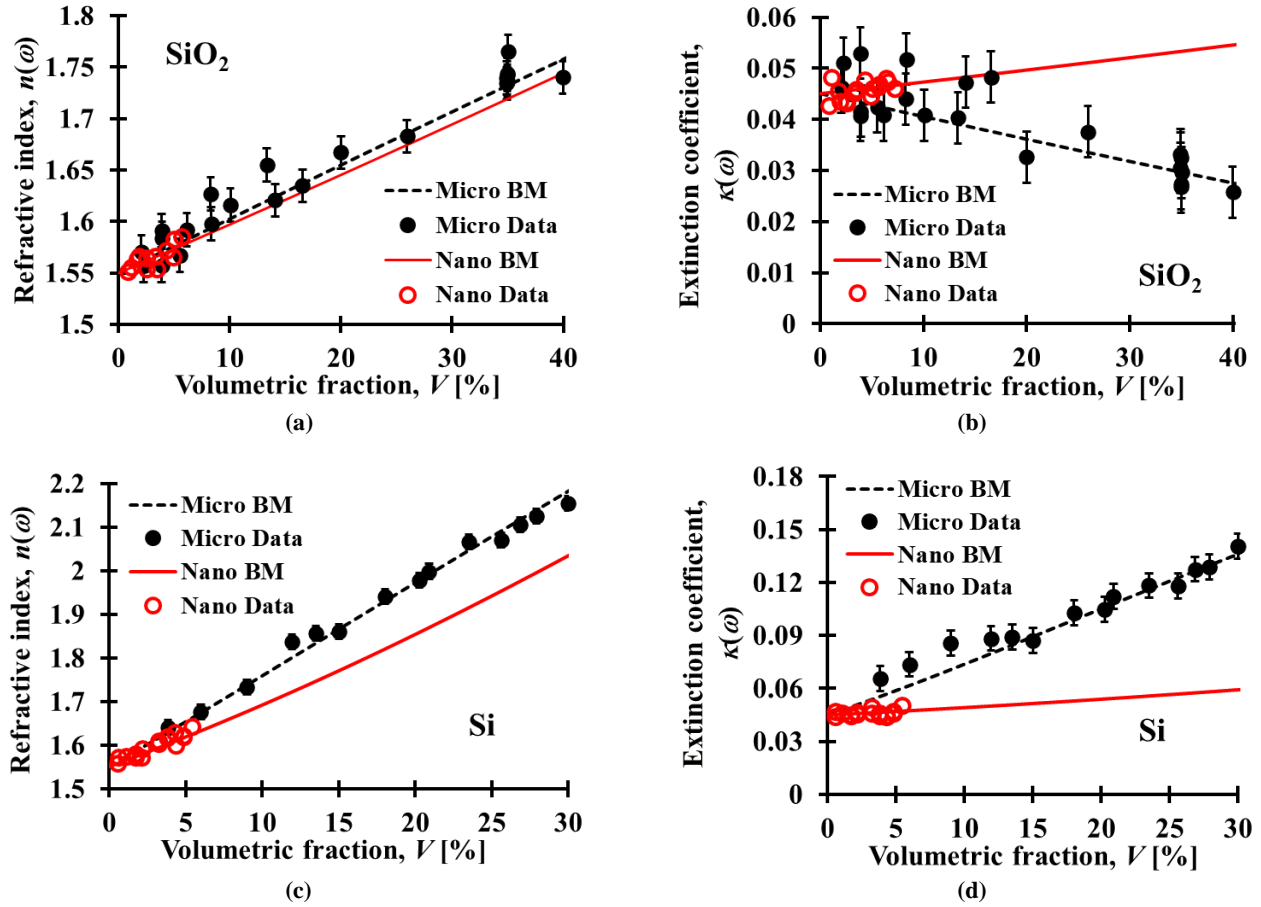 1.8
1.75
1.7
1.65
1.6
1.55
1.5
Refractive index, n(ω)
SiO2
Micro BM
Micro Data
Nano BM
Nano Data
0 10 20 30 40
Volumetric fraction, V [%]
(a)
0.06
0.05
0.04
0.03
0.02
0.01
0
Extinction coefficient,
κ(ω)
Micro BM
Micro Data
Nano BM
Nano Data
SiO2
0 10 20 30 40
Volumetric fraction, V [%]
(b)
2.2
2.1
2
1.9
1.8
1.7
1.6
1.5
Refractive index, n(ω)
Micro BM
Micro Data
Nano BM
Nano Data
Si
0 5 10 15 20 25 30
Volumetric fraction, V [%]
(c)
0.18
0.15
0.12
0.09
0.06
0.03
0
Extinction coefficient,
κ(ω)
Micro BM
Micro Data
Nano BM
Nano Data
Si
0 5 10 15 20 25 30
Volumetric fraction, V [%]
(d)